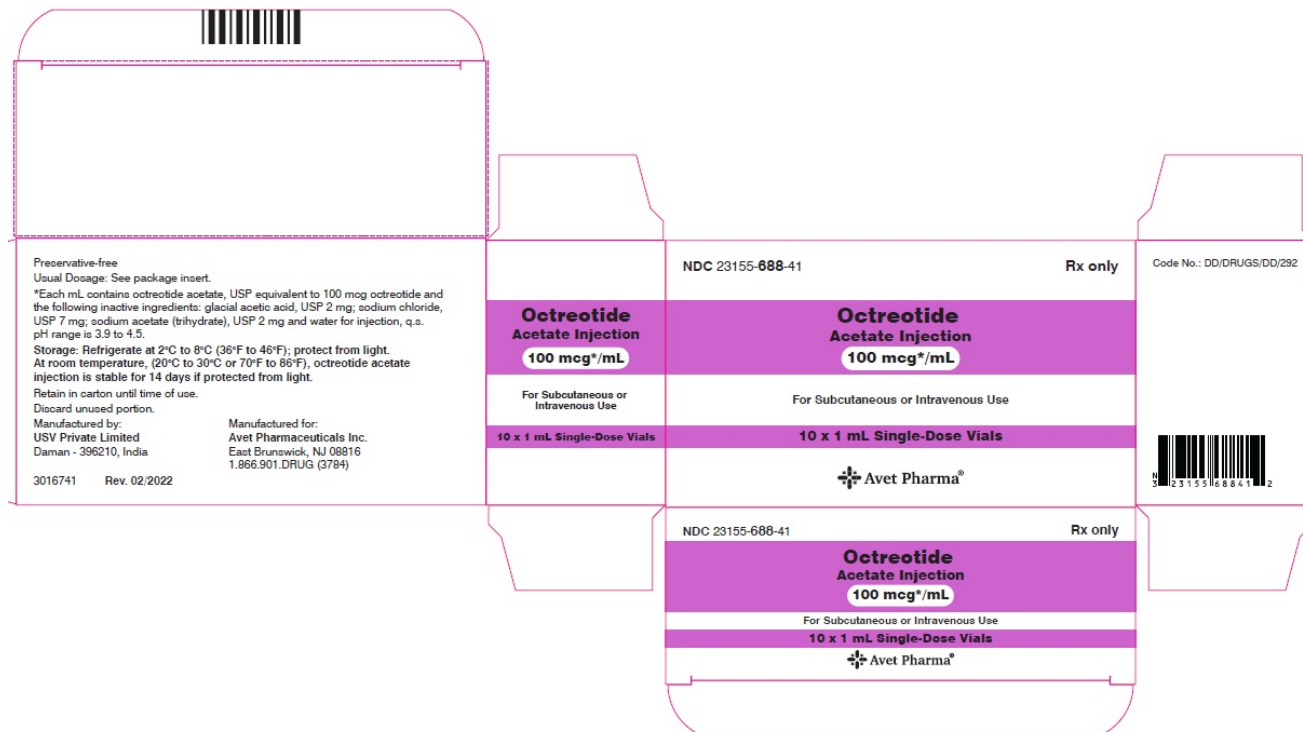 Preservative-free
Usual Dosage: See package insert.
*Each mL contains octreotide acetate, USP equivalent to 100 mcg octreotide and
the following inactive ingredients: glacial acetic acid, USP 2 mg; sodium chloride,
USP 7 mg; sodium acetate (trihydrate), USP 2 mg and water for injection, q.s.
pH range is 3.9 to 4.5.
Storage: Refrigerate at 2°C to 8°C (36°F to 46°F); protect from light.
At room temperature, (20°C to 30°C or 70°F to 86°F), octreotide acetate
injection is stable for 14 days if protected from light.
Retain in carton until time of use.
Discard unused portion.
Manufactured by:
USV Private Limited
Daman - 396210, India
Manufactured for:
Avet Pharmaceuticals Inc.
East Brunswick, NJ 08816
1.866.901.DRUG (3784)
3016741 Rev. 02/2022
Octreotide
Acetate Injection
100 mcg*/mL
For Subcutaneous or
Intravenous Use
10 x 1 mL Single-Dose Vials
NDC 23155-688-41 Rx only
Octreotide
Acetate Injection
100 mcg*/mL
For Subcutaneous or Intravenous Use
10 x 1 mL Single-Dose Vials
Avet Pharma®
Code No.: DD/DRUGS/DD/292
N
3 23155 68841 2
NDC 23155-688-41 Rx only
Octreotide
Acetate Injection
100 mcg*/mL
For Subcutaneous or Intravenous Use
10 x 1 mL Single-Dose Vials
Avet Pharma®